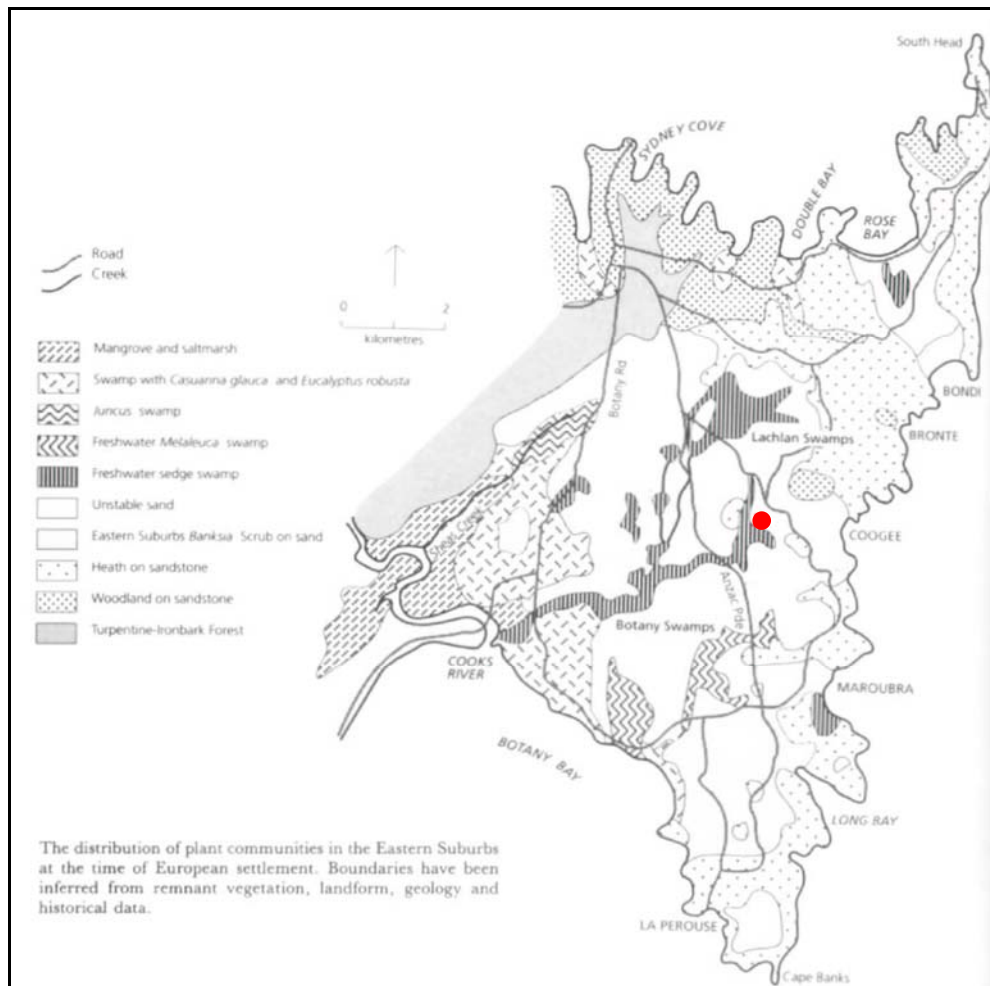 South Head
SYDNEY COVE
DOUBLE BAY
ROSE
BAY
Road
Creek
0 2
kilometres
Mangrove and saltmarsh
Swamp with Casuarina glauca and Eucalyptus robusta
Juncus swamp
Freshwater Melaleuca swamp
Freshwater sedge swamp
Unstable sand
Eastern Suburbs Banksia Scrub on sand
Heath on sandstone
Woodland on sandstone
Turpentine-Ironbark Forest
Botany Rd
BONDI
Lachlan Swamps
BRONTE
Sheas Creek
COOGEE
Anzac Pde
Botany Swamps
COOKS
RIVER
MAROUBRA
BOTANY BAY
LONG BAY
The distribution of plant communities in the Eastern Suburbs
at the time of European settlement. Boundaries have been
inferred from remnant vegetation, landform, geology and
historical data.
LA PEROUSE
Cape Banks